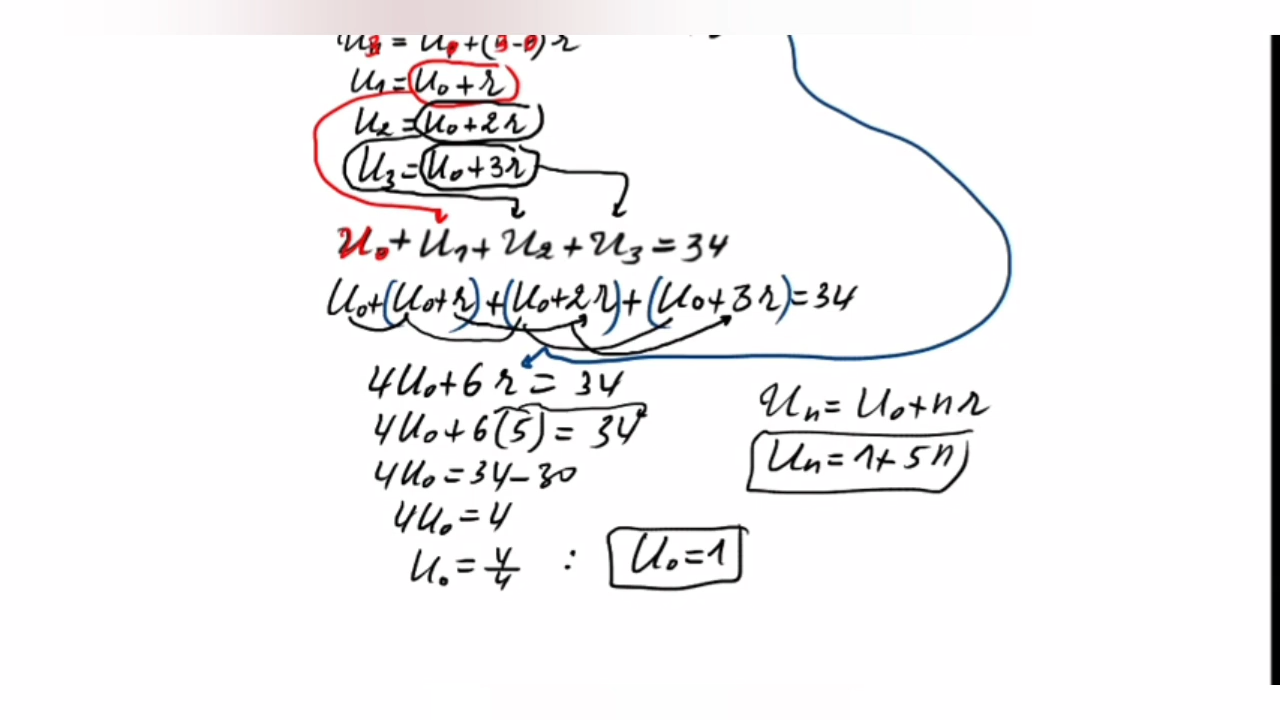 U₁ = U₀ + r
U₂ = U₀ + 2r
U₃ = U₀ + 3r
U₀ + U₁ + U₂ + U₃ = 34
U₀ + (U₀ + r) + (U₀ + 2r) + (U₀ + 3r) = 34
4U₀ + 6r = 34
4U₀ + 6(5) = 34
4U₀ = 34 - 30
4U₀ = 4
U₀ = 4/4 : U₀ = 1
Uₙ = U₀ + nr
Uₙ = 1 + 5n